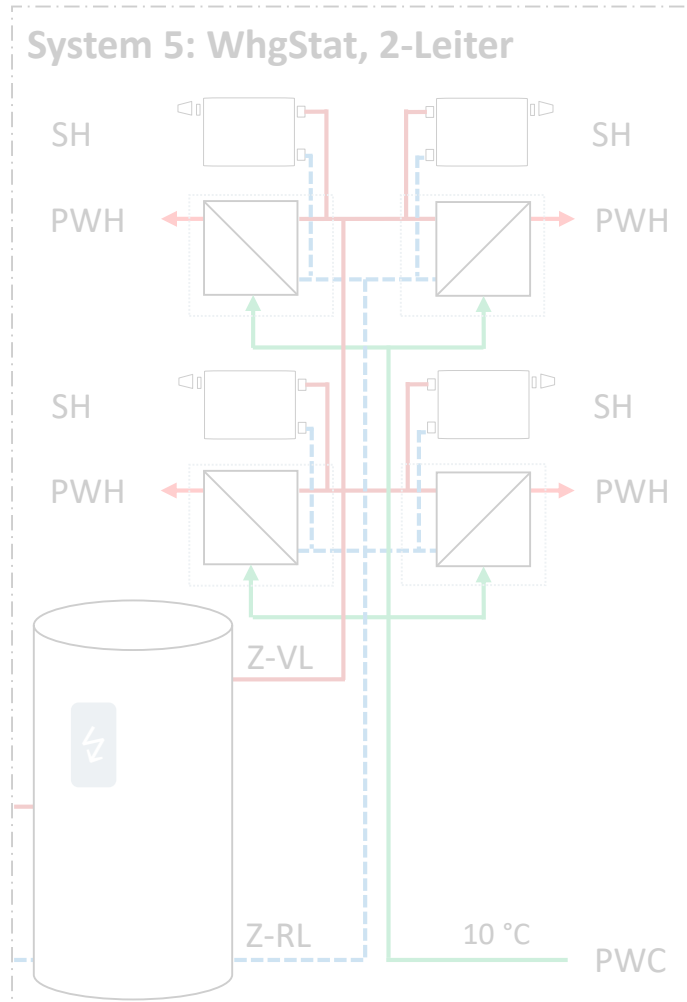 System 5: WhgStat, 2-Leiter
SH SH
PWH PWH
SH SH
PWH PWH
Z-VL
Z-RL 10 °C
PWC